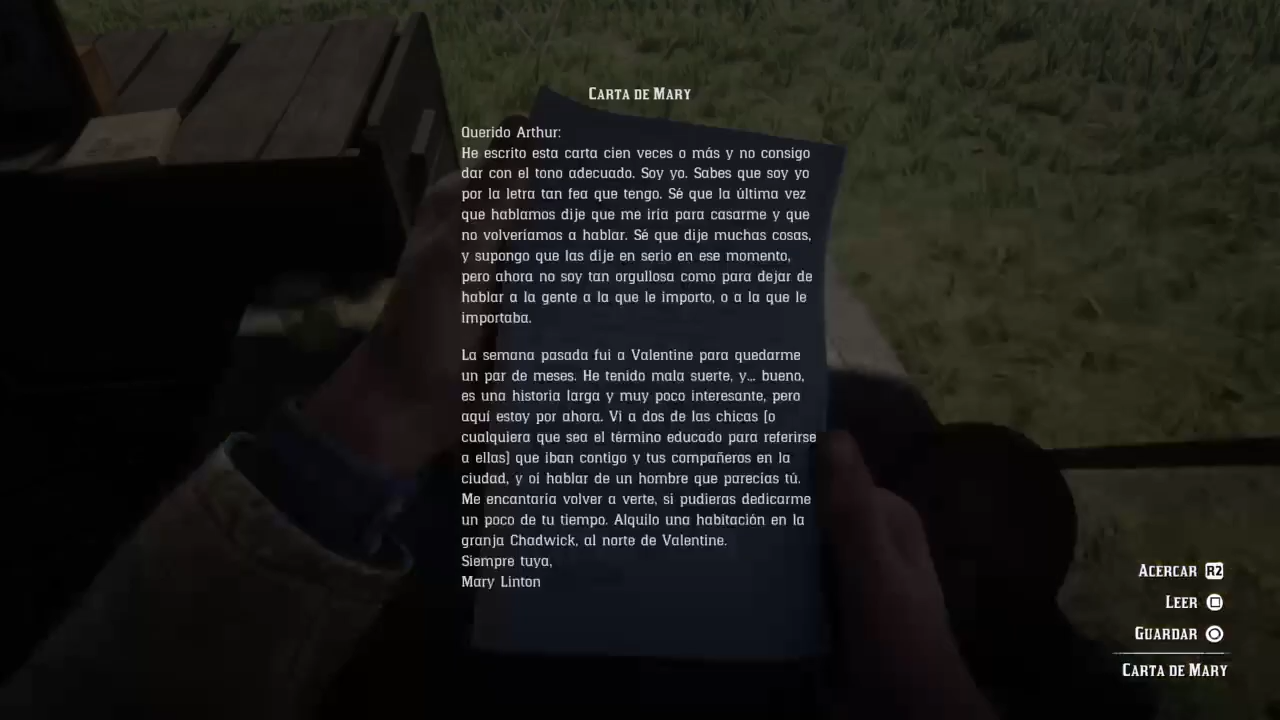 CARTA DE MARY
Querido Arthur:
He escrito esta carta cien veces o más y no consigo
dar con el tono adecuado. Soy yo. Sabes que soy yo
por la letra tan fea que tengo. Sé que la última vez
que hablamos dije que me iría para casarme y que
no volveríamos a hablar. Sé que dije muchas cosas,
y supongo que las dije en serio en ese momento,
pero ahora no soy tan orgullosa como para dejar de
hablar a la gente a la que le importo, o a la que le
importaba.
La semana pasada fui a Valentine para quedarme
un par de meses. He tenido mala suerte, y... bueno,
es una historia larga y muy poco interesante, pero
aquí estoy por ahora. Vi a dos de las chicas (o
cualquiera que sea el término educado para referirse
a ellas) que iban contigo y tus compañeros en la
ciudad, y oí hablar de un hombre que parecías tú.
Me encantaría volver a verte, si pudieras dedicarme
un poco de tu tiempo. Alquilo una habitación en la
granja Chadwick, al norte de Valentine.
Siempre tuya,
Mary Linton
ACERCAR R2
LEER
GUARDAR
CARTA DE MARY